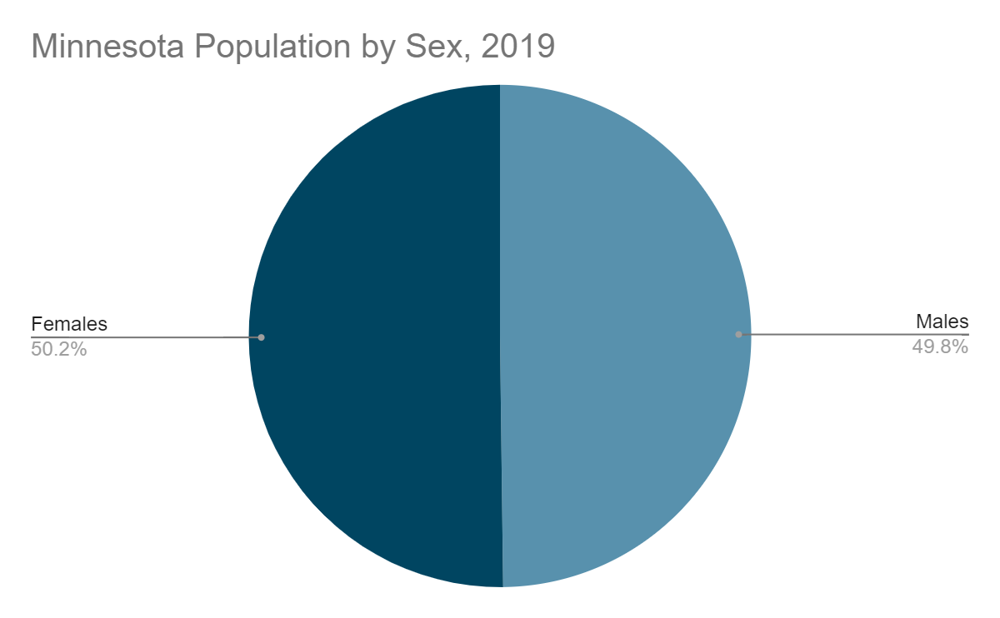 Minnesota Population by Sex, 2019
Females
50.2%
Males
49.8%